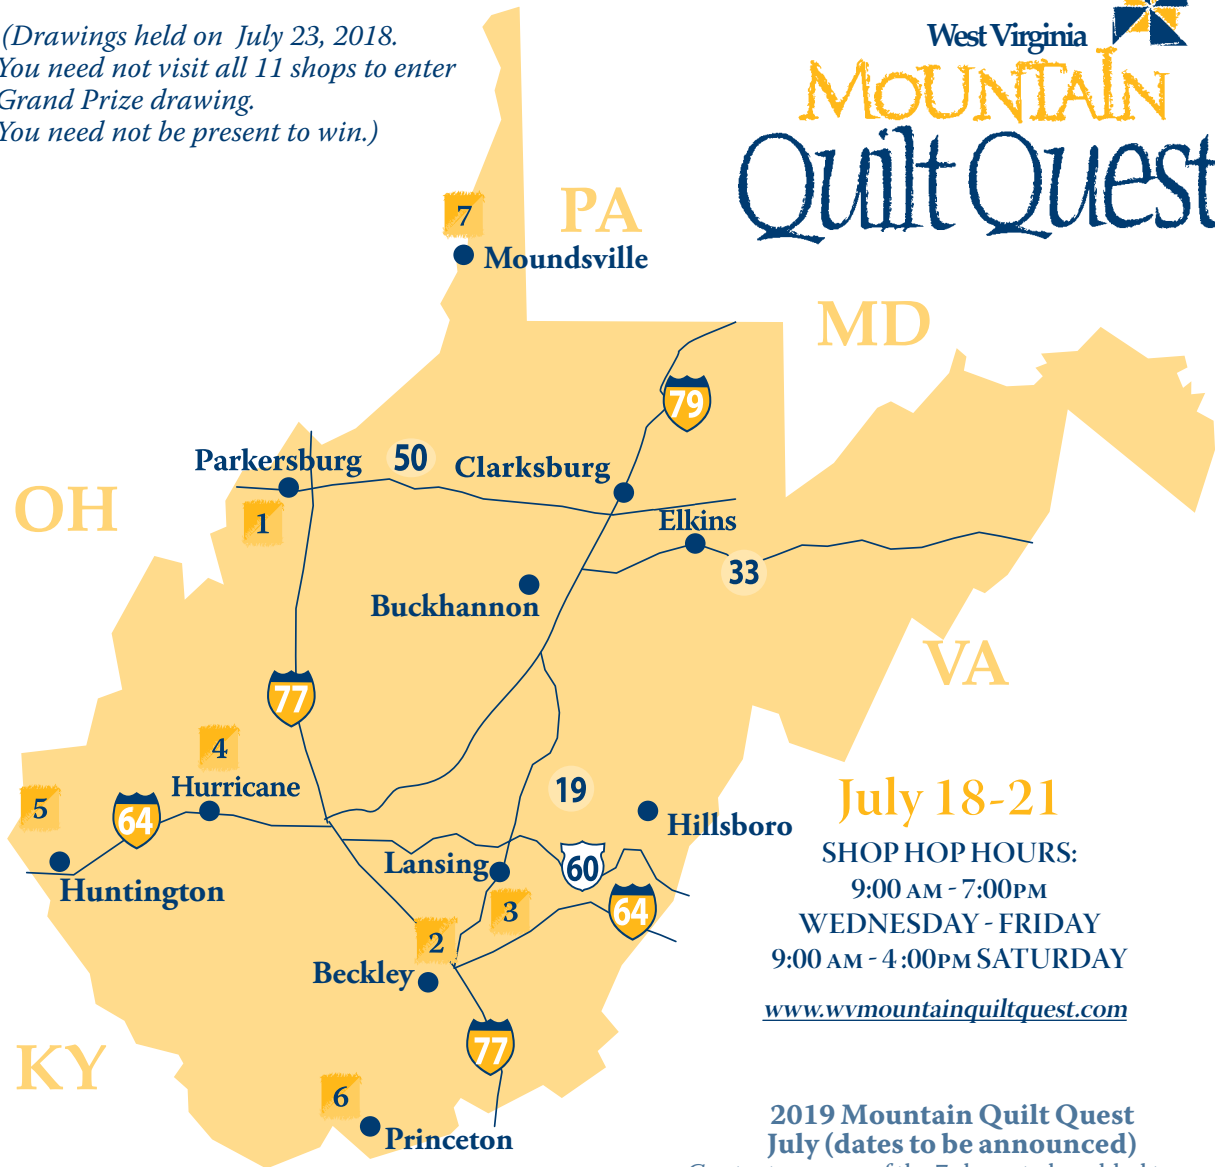 (Drawings held on July 23, 2018.
You need not visit all 11 shops to enter
Grand Prize drawing.
You need not be present to win.)
West Virginia
MOUNTAIN
Quilt Quest
7
PA
Moundsville
MD
79
Parkersburg
50
Clarksburg
OH
1
Elkins
33
Buckhannon
VA
77
4
Hurricane
5
64
19
Hillsboro
Lansing
60
Huntington
3
64
2
Beckley
77
KY
6
Princeton
July 18-21
SHOP HOP HOURS:
9:00 AM - 7:00PM
WEDNESDAY - FRIDAY
9:00 AM - 4:00PM SATURDAY
www.wvmountainquiltquest.com
2019 Mountain Quilt Quest
July (dates to be announced)